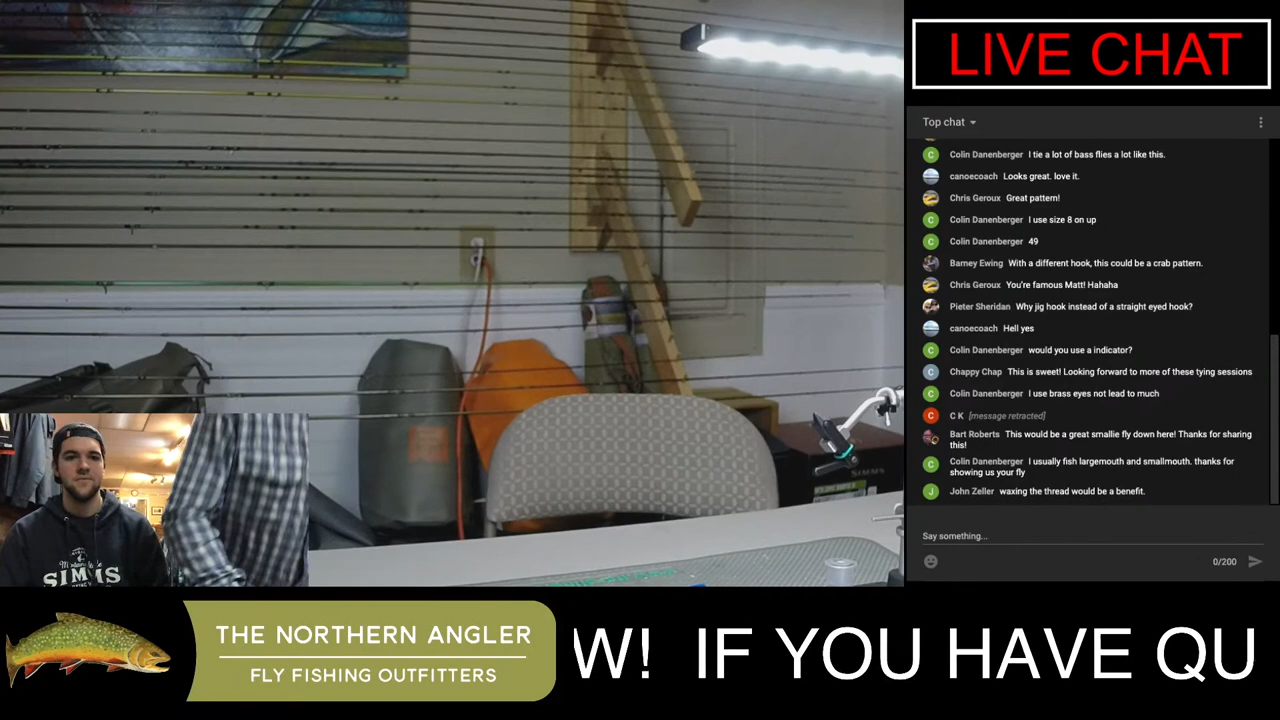 LIVE CHAT
Top chat
Colin Danenberger I tie a lot of bass flies a lot like this.
canoecoach Looks great. love it.
Chris Geroux Great pattern!
Colin Danenberger I use size 8 on up
Colin Danenberger 49
Barney Ewing With a different hook, this could be a crab pattern.
Chris Geroux You're famous Matt! Hahaha
Pieter Sheridan Why jig hook instead of a straight eyed hook?
canoecoach Hell yes
Colin Danenberger would you use a indicator?
C Chappy Chap This is sweet! Looking forward to more of these tying sessions
Colin Danenberger I use brass eyes not lead to much
C C K [message retracted]
Bart Roberts This would be a great smallie fly down here! Thanks for sharing
this!
Colin Danenberger I usually fish largemouth and smallmouth. thanks for
showing us your fly
J John Zeller waxing the thread would be a benefit.
Say something...
0/200
SIMMS
SIMMS
THE NORTHERN ANGLER
FLY FISHING OUTFITTERS
W! IF YOU HAVE QU